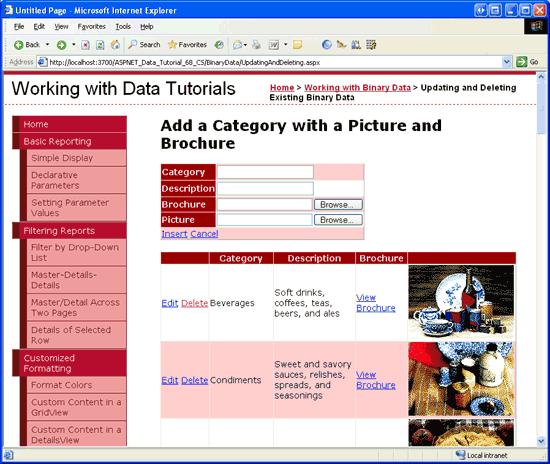 Untitled Page - Microsoft Internet Explorer
File Edit View Favorites Tools Help
Back Search Favorites
Address http://localhost:3700/ASPNET_Data_Tutorial_68_CS/BinaryData/UpdatingAndDeleting.aspx Go
Working with Data Tutorials
Home > Working with Binary Data > Updating and Deleting
Existing Binary Data
Home
Basic Reporting
Simple Display
Declarative
Parameters
Setting Parameter
Values
Filtering Reports
Filter by Drop-Down
List
Master-Details-
Details
Master/Detail Across
Two Pages
Details of Selected
Row
Customized
Formatting
Format Colors
Custom Content in a
GridView
Custom Content in a
DetailsView
Add a Category with a Picture and
Brochure
Category
Description
Brochure Browse...
Picture Browse...
Insert Cancel
Category Description Brochure
Edit Delete Beverages
Soft drinks,
coffees, teas,
beers, and ales
View
Brochure
Edit Delete Condiments
Sweet and savory
sauces, relishes,
spreads, and
seasonings
View
Brochure
Local intranet